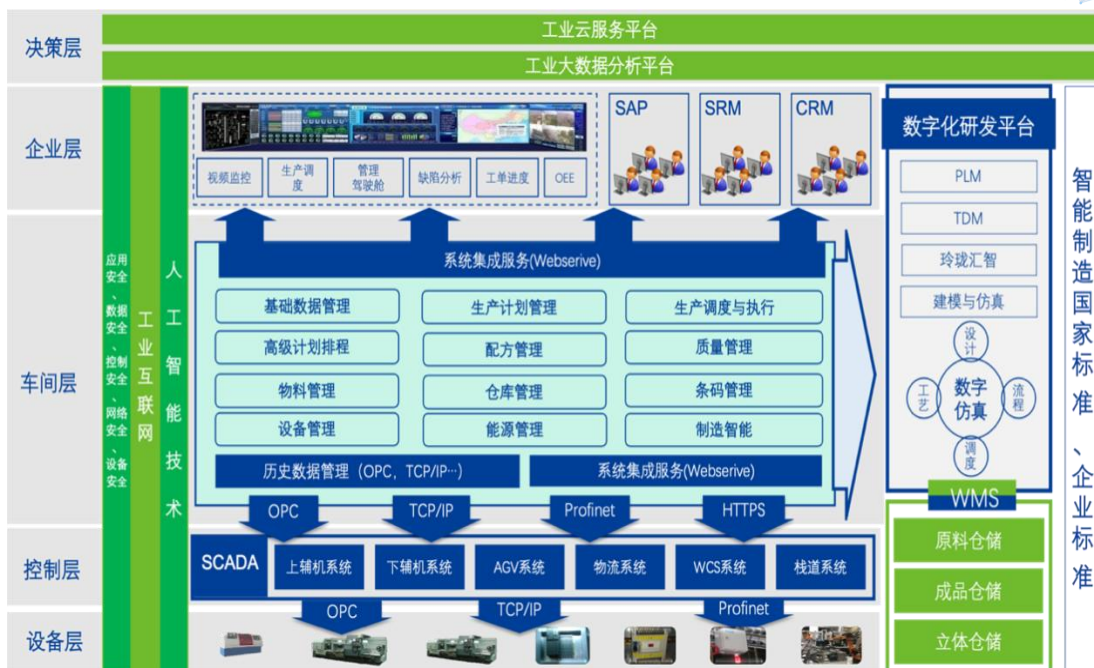 决策层
工业云服务平台
工业大数据分析平台
企业层
视频监控
生产调
度
管理
驾驶舱
缺陷分析
工单进度
OEE
SAP
SRM
CRM
数字化研发平台
PLM
TDM
玲珑汇智
建模与仿真
设计
工艺
数字
仿真
流程
调度
车间层
应用
安全
、
数据
安全
、
控制
安全
、
网络
安全
、
设备
安全
工业互联网
人工智能技术
系统集成服务(Webserive)
基础数据管理
生产计划管理
生产调度与执行
高级计划排程
配方管理
质量管理
物料管理
仓库管理
条码管理
设备管理
能源管理
制造智能
历史数据管理(OPC,TCP/IP…)
系统集成服务(Webserive)
OPC
TCP/IP
Profinet
HTTPS
控制层
SCADA
上辅机系统
下辅机系统
AGV系统
物流系统
WCS系统
栈道系统
OPC
TCP/IP
Profinet
设备层
WMS
原料仓储
成品仓储
立体仓储
智能制造国家标准、企业标准